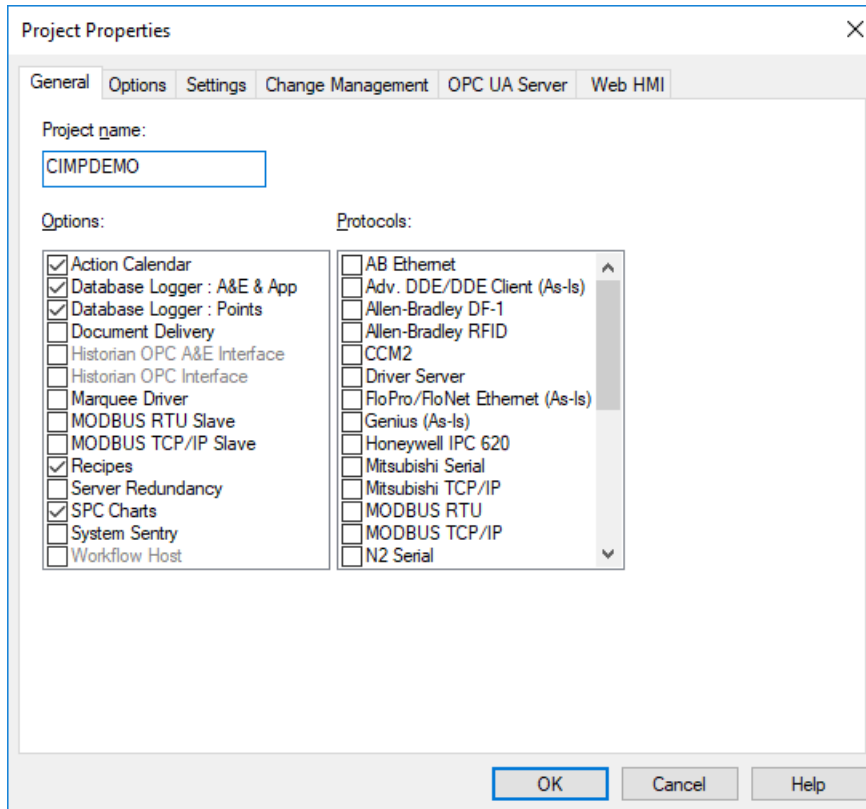 Project Properties
General Options Settings Change Management OPC UA Server Web HMI
Project name:
CIMPDEMO
Options:
Action Calendar
Database Logger : A&E & App
Database Logger : Points
Document Delivery
Historian OPC A&E Interface
Historian OPC Interface
Marquee Driver
MODBUS RTU Slave
MODBUS TCP/IP Slave
Recipes
Server Redundancy
SPC Charts
System Sentry
Workflow Host
Protocols:
AB Ethernet
Adv. DDE/DDE Client (As-Is)
Allen-Bradley DF-1
Allen-Bradley RFID
CCM2
Driver Server
FloPro/FloNet Ethernet (As-Is)
Genius (As-Is)
Honeywell IPC 620
Mitsubishi Serial
Mitsubishi TCP/IP
MODBUS RTU
MODBUS TCP/IP
N2 Serial
OK Cancel Help